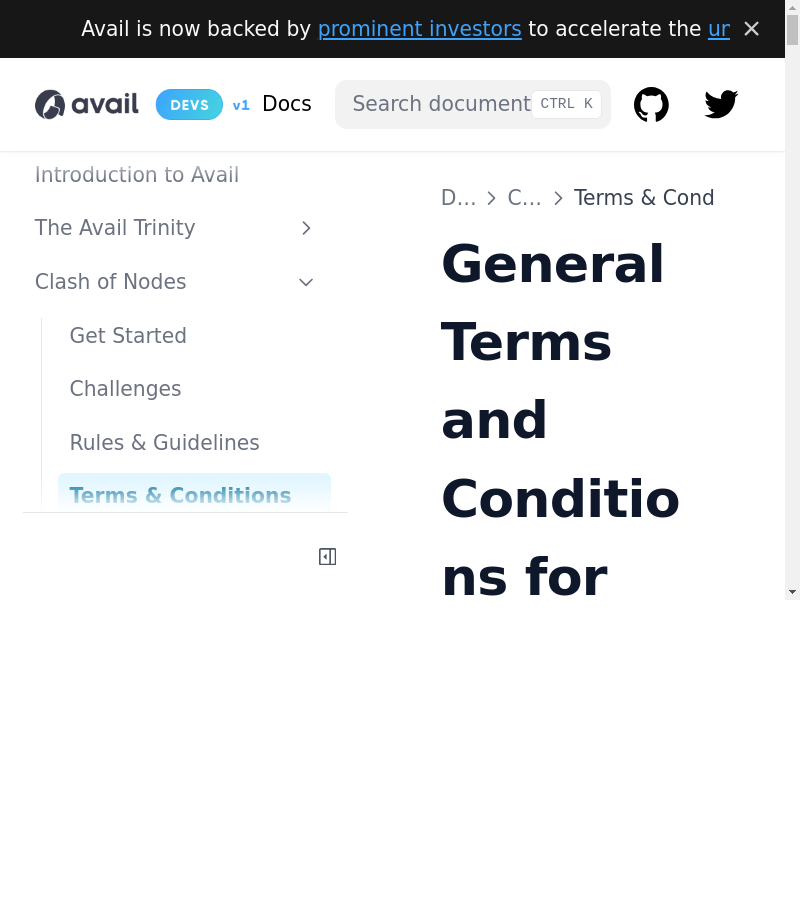 Avail is now backed by prominent investors to accelerate the ur
avail DEVS v1 Docs Search document CTRL K
Introduction to Avail
The Avail Trinity
Clash of Nodes
Get Started
Challenges
Rules & Guidelines
Terms & Conditions
D… C… Terms & Cond
General
Terms
and
Conditio
ns for